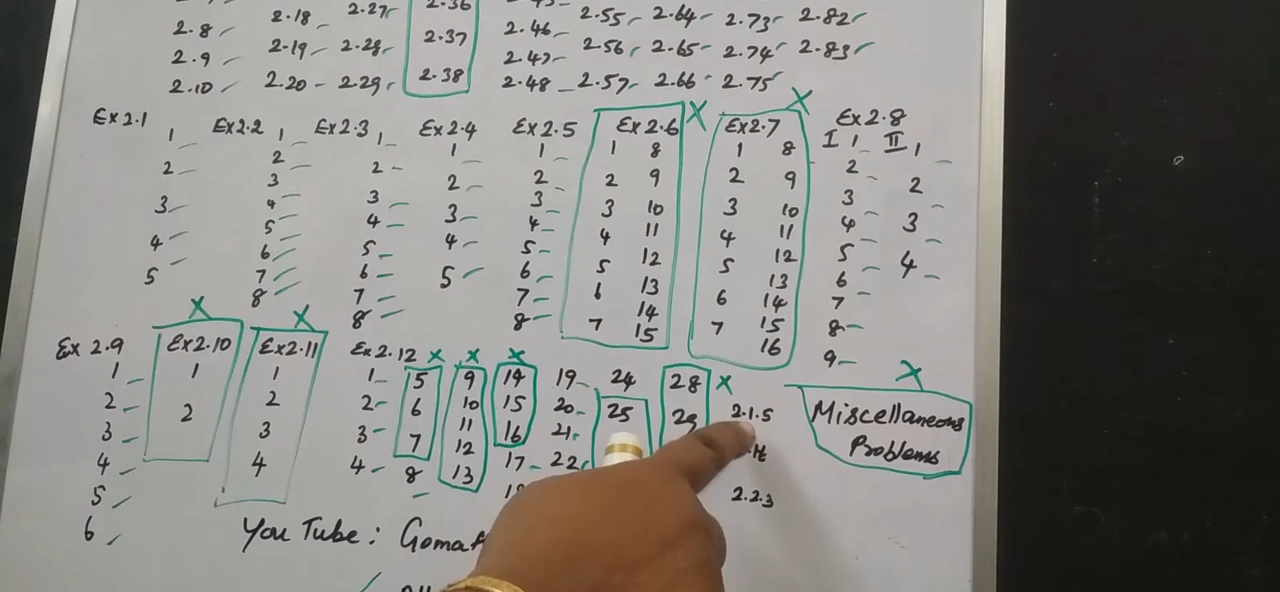 2.36
2.8 2.18 2.27 2.37 2.46 2.55 2.64 2.73 2.82
2.9 2.19 2.28 2.38 2.47 2.56 2.65 2.74 2.83
2.10 2.20 2.29 2.48 2.57 2.66 2.75
Ex 2.1 Ex 2.2 Ex 2.3 Ex 2.4 Ex 2.5 Ex 2.6 X Ex 2.7 X Ex 2.8
I II
1 1 1 1 1 1 8 1 8 1 1
2 2 2 2 2 2 9 2 9 2 2
3 3 3 3 3 3 10 3 10 3 3
4 4 4 4 4 4 11 4 11 4 4
5 5 5 5 5 5 12 5 12 5
6 6 6 6 13 6 13 6
7 7 7 7 14 7 14 7
8 8 8 15 15 8
16 9
X X
Ex 2.9 Ex 2.10 Ex 2.11 Ex 2.12 X X X X X
1 1 1 1 5 9 14 19 24 28
2 2 2 2 6 10 15 20 25 29 2.1.5 Miscellaneous
3 3 3 7 11 16 21 Problems
4 4 4 8 12 17 22
5 13 18 2.2.3
6
YouTube: